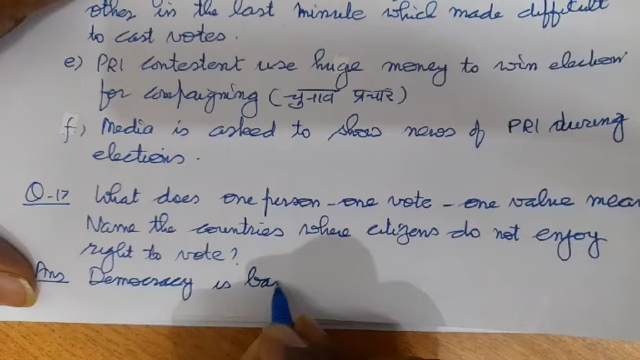 other in the last minute which made difficult
to cast votes.
e) PRI contestent use huge money to win election
for compaigning (चुनाव प्रचार)
f) Media is asked to show news of PRI during
elections.
Q-17 What does one person-one vote-one value mean
Name the countries where citizens do not enjoy
right to vote?
Ans Democracy is bas